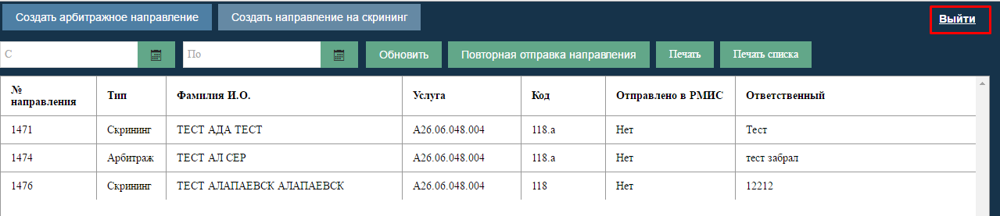 Создать арбитражное направление Создать направление на скрининг Выйти
С По Обновить Повторная отправка направления Печать Печать списка
№ направления Тип Фамилия И.О. Услуга Код Отправлено в РМИС Ответственный
1471 Скрининг ТЕСТ АДА ТЕСТ A26.06.048.004 118.а Нет Тест
1474 Арбитраж ТЕСТ АЛ СЕР A26.06.048.004 118.а Нет тест забрал
1476 Скрининг ТЕСТ АЛАПАЕВСК АЛАПАЕВСК A26.06.048.004 118 Нет 12212